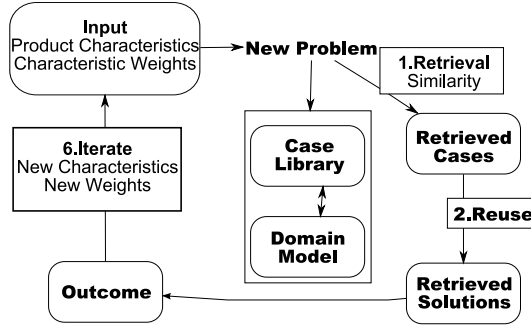 Input
Product Characteristics
Characteristic Weights
New Problem
1.Retrieval
Similarity
Case
Library
Domain
Model
Retrieved
Cases
2.Reuse
Retrieved
Solutions
Outcome
6.Iterate
New Characteristics
New Weights